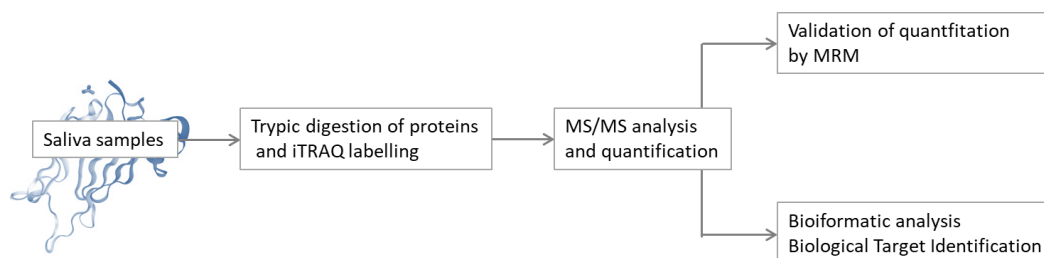 Saliva samples
Trypic digestion of proteins
and iTRAQ labelling
MS/MS analysis
and quantification
Validation of quantfitation
by MRM
Bioiformatic analysis
Biological Target Identification